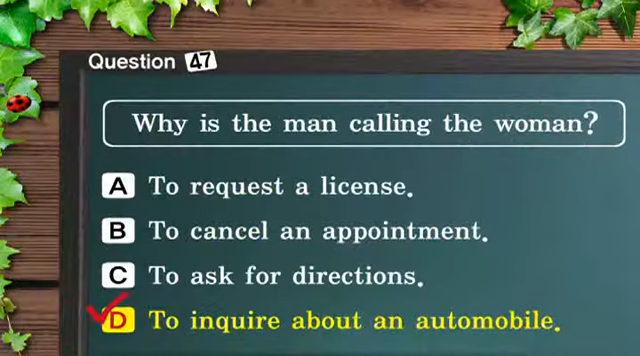 Question 47
Why is the man calling the woman?
A To request a license.
B To cancel an appointment.
C To ask for directions.
D To inquire about an automobile.